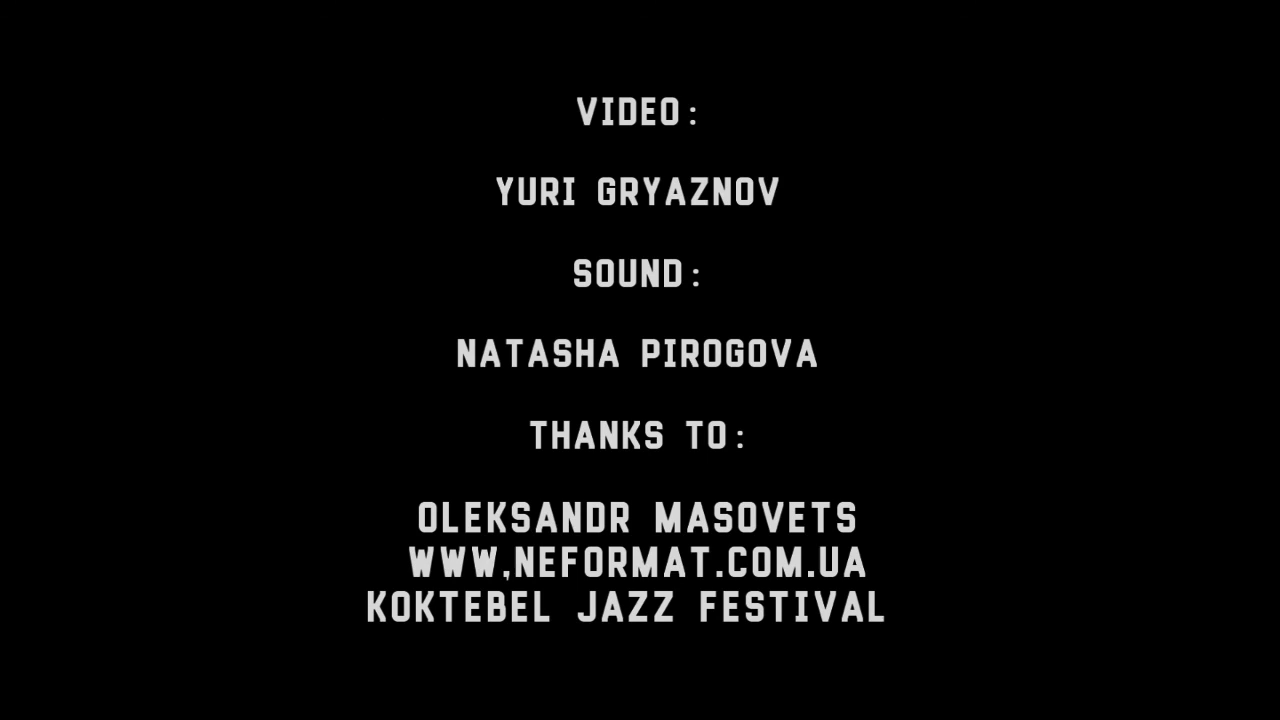 VIDEO:
YURI GRYAZNOV
SOUND:
NATASHA PIROGOVA
THANKS TO:
OLEKSANDR MASOVETS
WWW,NEFORMAT.COM.UA
KOKTEBEL JAZZ FESTIVAL